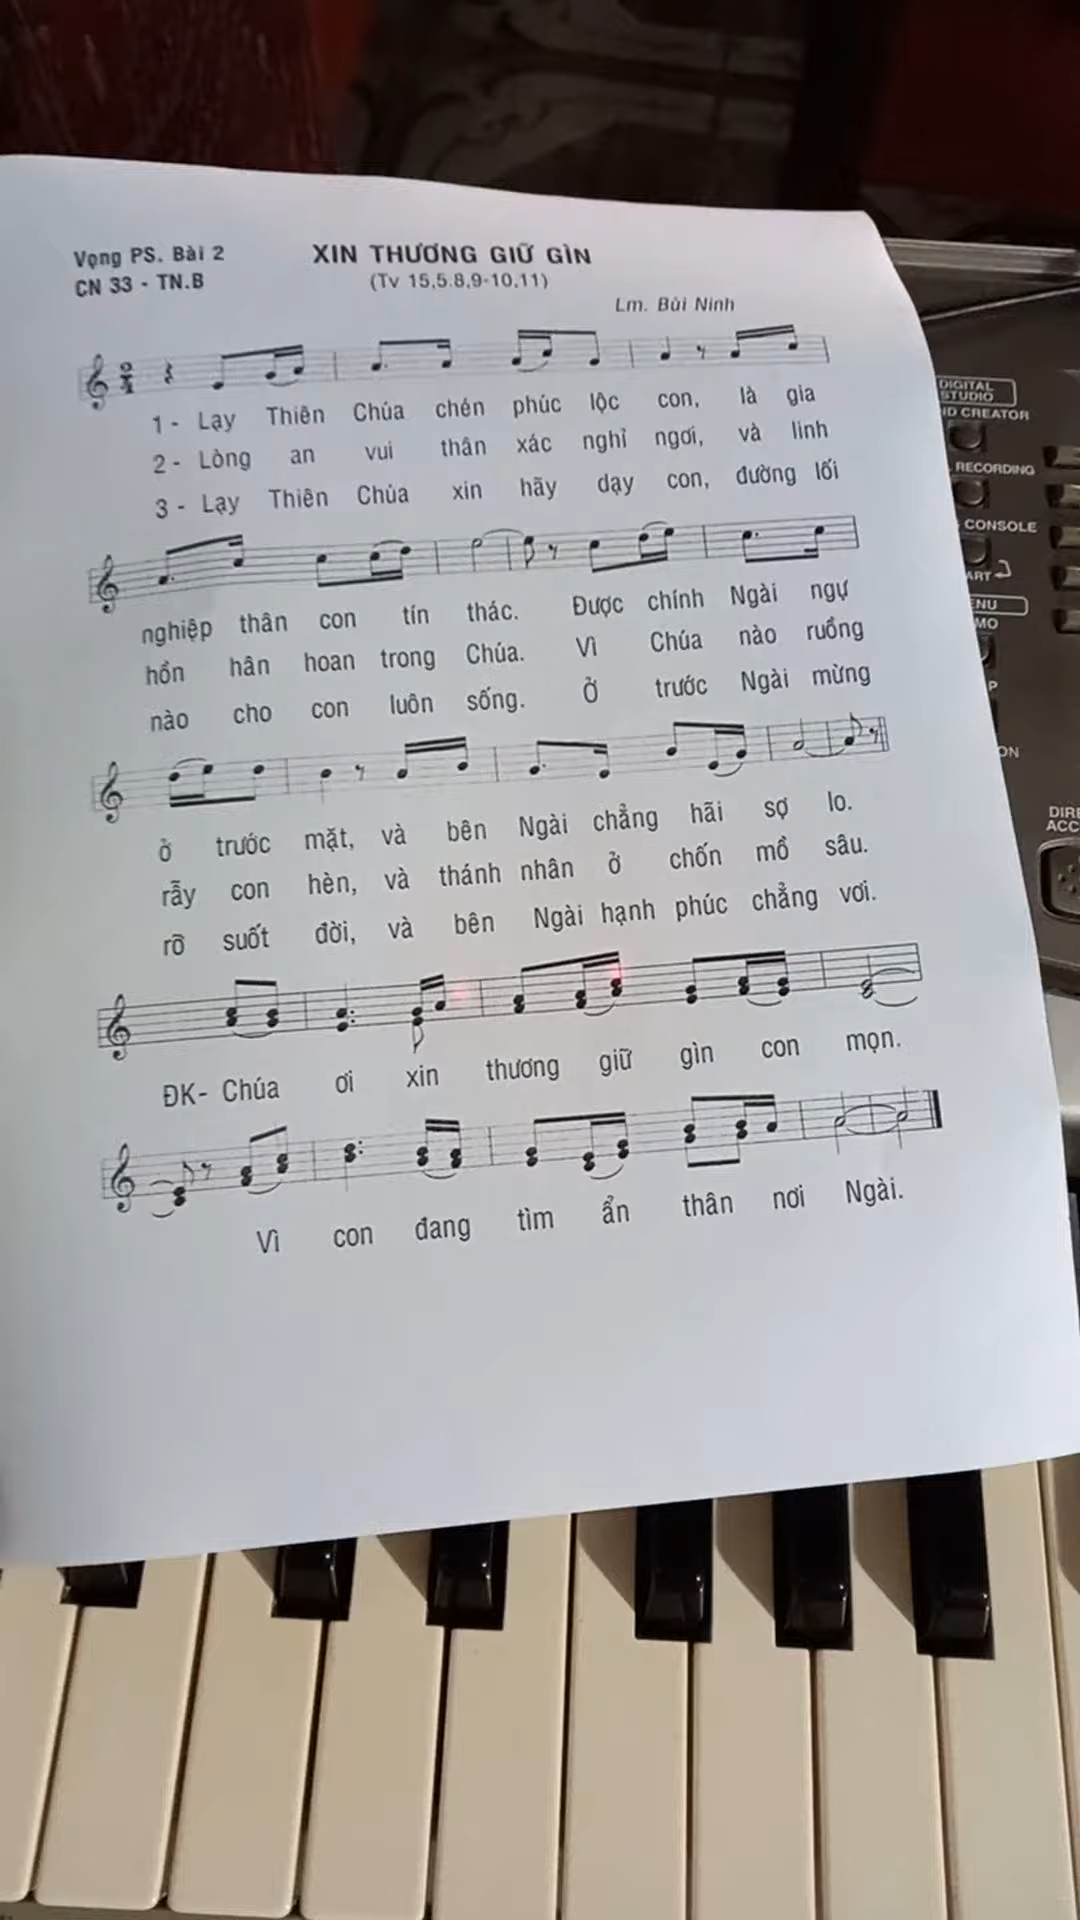 Vọng PS. Bài 2
CN 33 - TN.B
XIN THƯƠNG GIỮ GÌN
(Tv 15,5.8,9-10,11)
Lm. Bùi Ninh
1 - Lạy Thiên Chúa chén phúc lộc con, là gia
2 - Lòng an vui thân xác nghỉ ngơi, và linh
3 - Lạy Thiên Chúa xin hãy dạy con, đường lối
nghiệp thân con tín thác. Được chính Ngài ngự
hồn hân hoan trong Chúa. Vì Chúa nào ruồng
nào cho con luôn sống. Ở trước Ngài mừng
ở trước mặt, và bên Ngài chẳng hãi sợ lo.
rẫy con hèn, và thánh nhân ở chốn mồ sâu.
rỡ suốt đời, và bên Ngài hạnh phúc chẳng vơi.
ĐK- Chúa ơi xin thương giữ gìn con mọn.
Vì con đang tìm ẩn thân nơi Ngài.
DIGITAL
STUDIO
CREATOR
RECORDING
CONSOLE